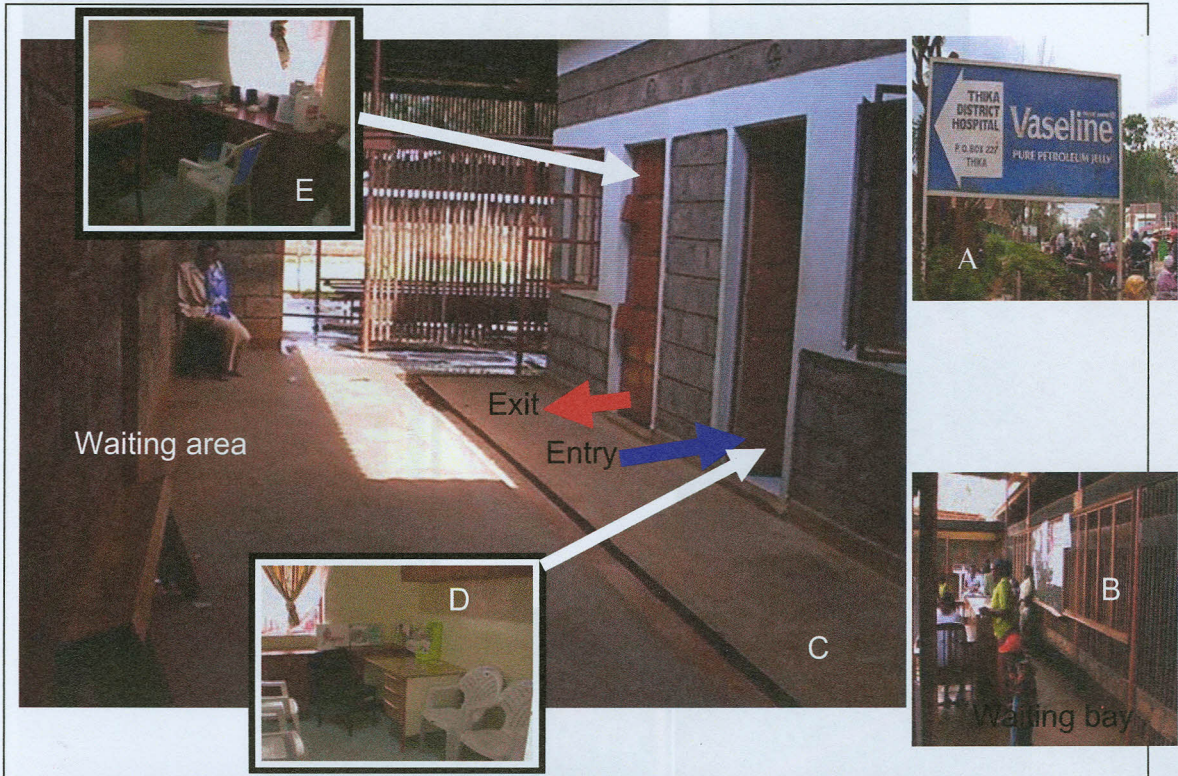 E
THIKA
DISTRICT
HOSPITAL
P. O. BOX 227
THIKA
Vaseline
PURE PETROLEUM JELLY
A
Exit
Entry
Waiting area
D
C
B
Waiting bay